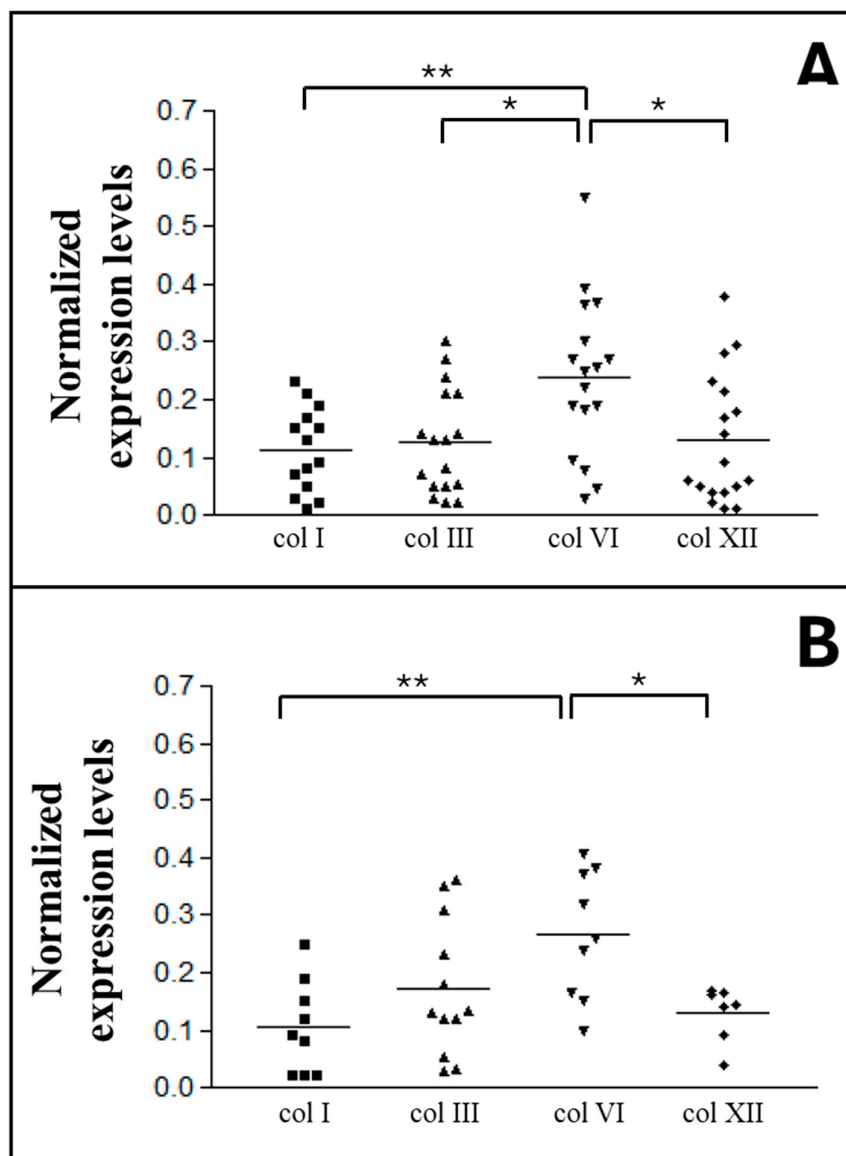 A
**
*
*
Normalized
expression levels
0.7
0.6
0.5
0.4
0.3
0.2
0.1
0.0
col I
col III
col VI
col XII
B
**
*
Normalized
expression levels
0.7
0.6
0.5
0.4
0.3
0.2
0.1
0.0
col I
col III
col VI
col XII